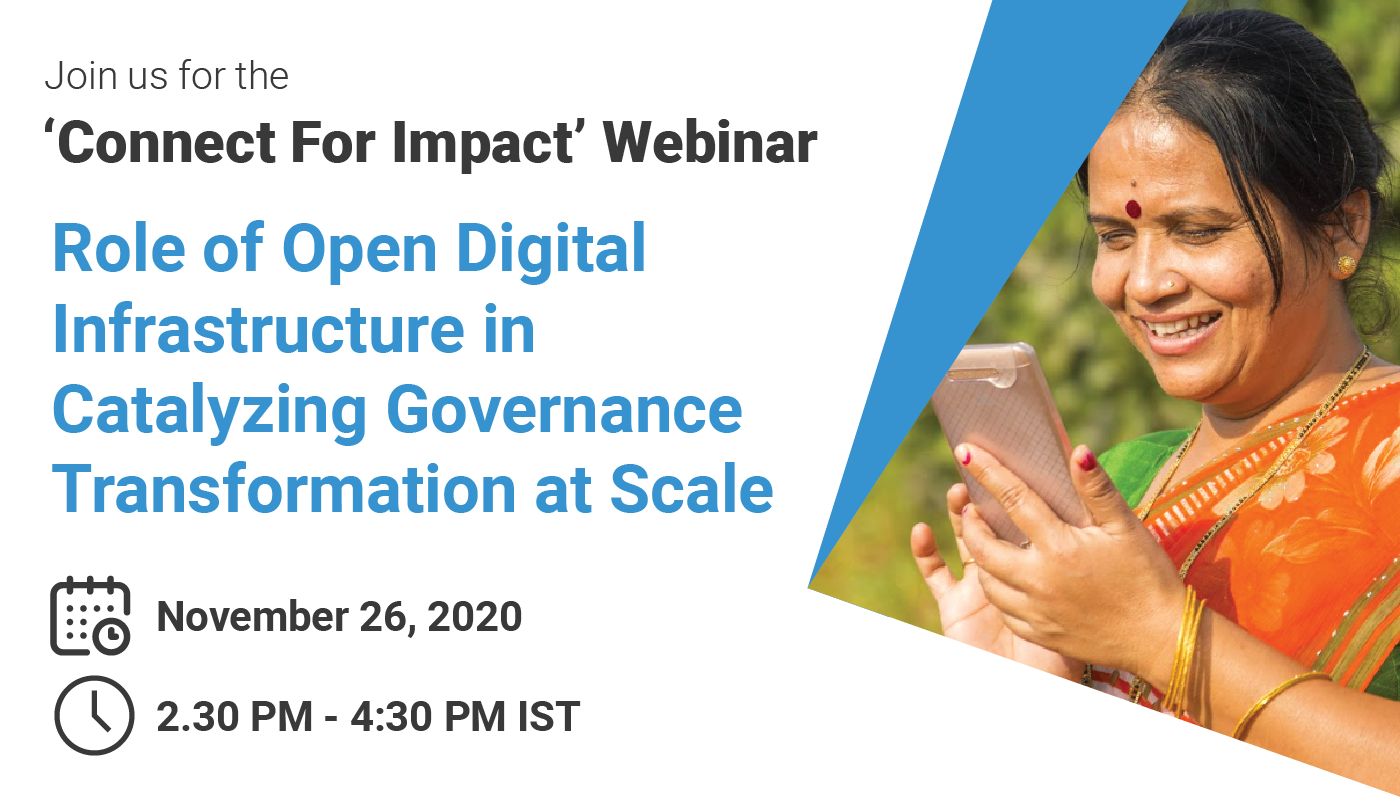 Join us for the
‘Connect For Impact’ Webinar
Role of Open Digital
Infrastructure in
Catalyzing Governance
Transformation at Scale
November 26, 2020
2.30 PM - 4:30 PM IST